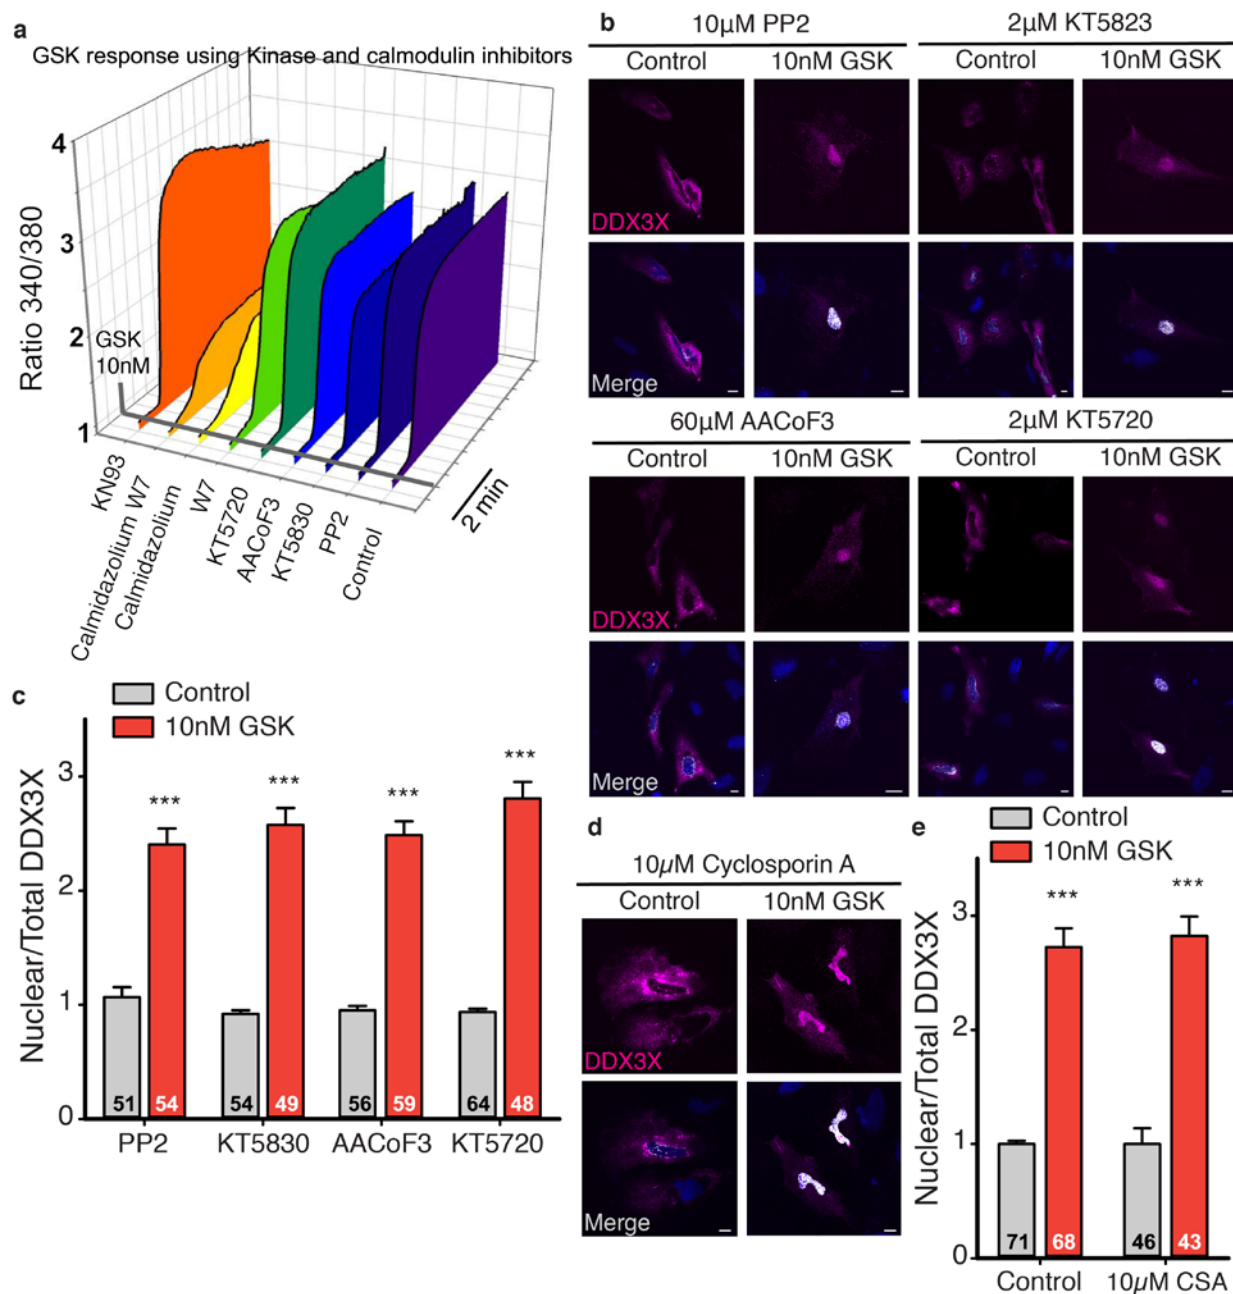 a
GSK response using Kinase and calmodulin inhibitors
Ratio 340/380
4
3
2
1
GSK
10nM
KN93
Calmidazolium W7
Calmidazolium
W7
KT5720
AACoF3
KT5830
PP2
Control
2 min
b
10µM PP2
2µM KT5823
Control
10nM GSK
Control
10nM GSK
DDX3X
Merge
60µM AACoF3
2µM KT5720
Control
10nM GSK
Control
10nM GSK
DDX3X
Merge
c
Control
10nM GSK
Nuclear/Total DDX3X
3
2
1
0
*** *** *** ***
51 54 54 49 56 59 64 48
PP2 KT5830 AACoF3 KT5720
d
10µM Cyclosporin A
Control
10nM GSK
DDX3X
Merge
e
Control
10nM GSK
Nuclear/Total DDX3X
3
2
1
0
*** ***
71 68 46 43
Control 10µM CSA